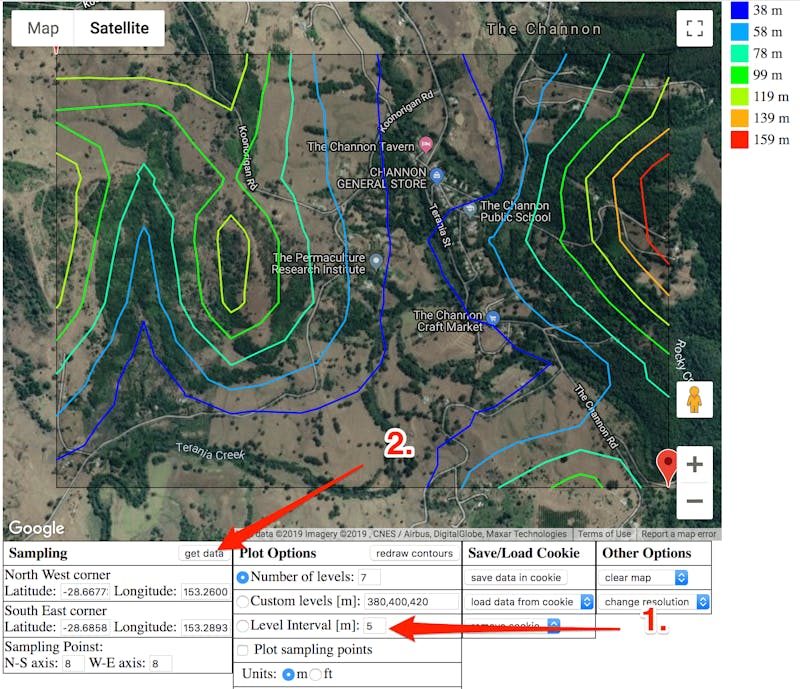 Map
Satellite
The Channon
38 m
58 m
78 m
99 m
119 m
139 m
159 m
Koonorigan Rd
Koonorigan Rd
The Channon Tavern
CHANNON
GENERAL STORE
The Channon
Public School
Terania St
The Permaculture
Research Institute
The Channon
Craft Market
Rocky C
The Channon Rd
Terania Creek
2.
Google
data ©2019 Imagery ©2019 , CNES / Airbus, DigitalGlobe, Maxar Technologies
Terms of Use
Report a map error
Sampling
get data
Plot Options
redraw contours
Save/Load Cookie
Other Options
North West corner
Latitude: -28.6677
Longitude: 153.2600
Number of levels: 7
save data in cookie
clear map
South East corner
Latitude: -28.6858
Longitude: 153.2893
Custom levels [m]: 380,400,420
load data from cookie
change resolution
Level Interval [m]: 5
remove cookie
1.
Sampling Poinst:
N-S axis: 8 W-E axis: 8
Plot sampling points
Units: m ft